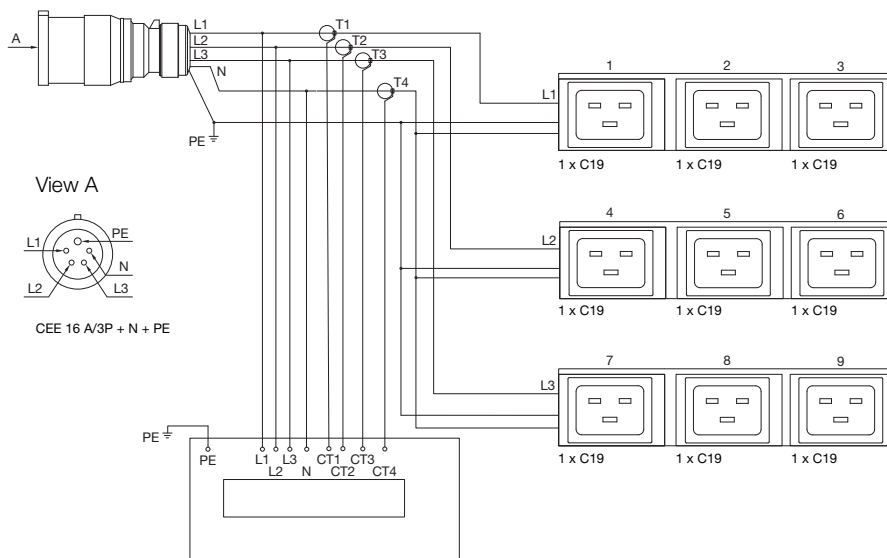 A
L1
L2
L3
N
PE
T1
T2
T3
T4
1 2 3
L1
1 x C19 1 x C19 1 x C19
View A
L1
PE
N
L2
L3
CEE 16 A/3P + N + PE
4 5 6
L2
1 x C19 1 x C19 1 x C19
7 8 9
L3
1 x C19 1 x C19 1 x C19
PE
PE L1 L3 CT1 CT3
L2 N CT2 CT4